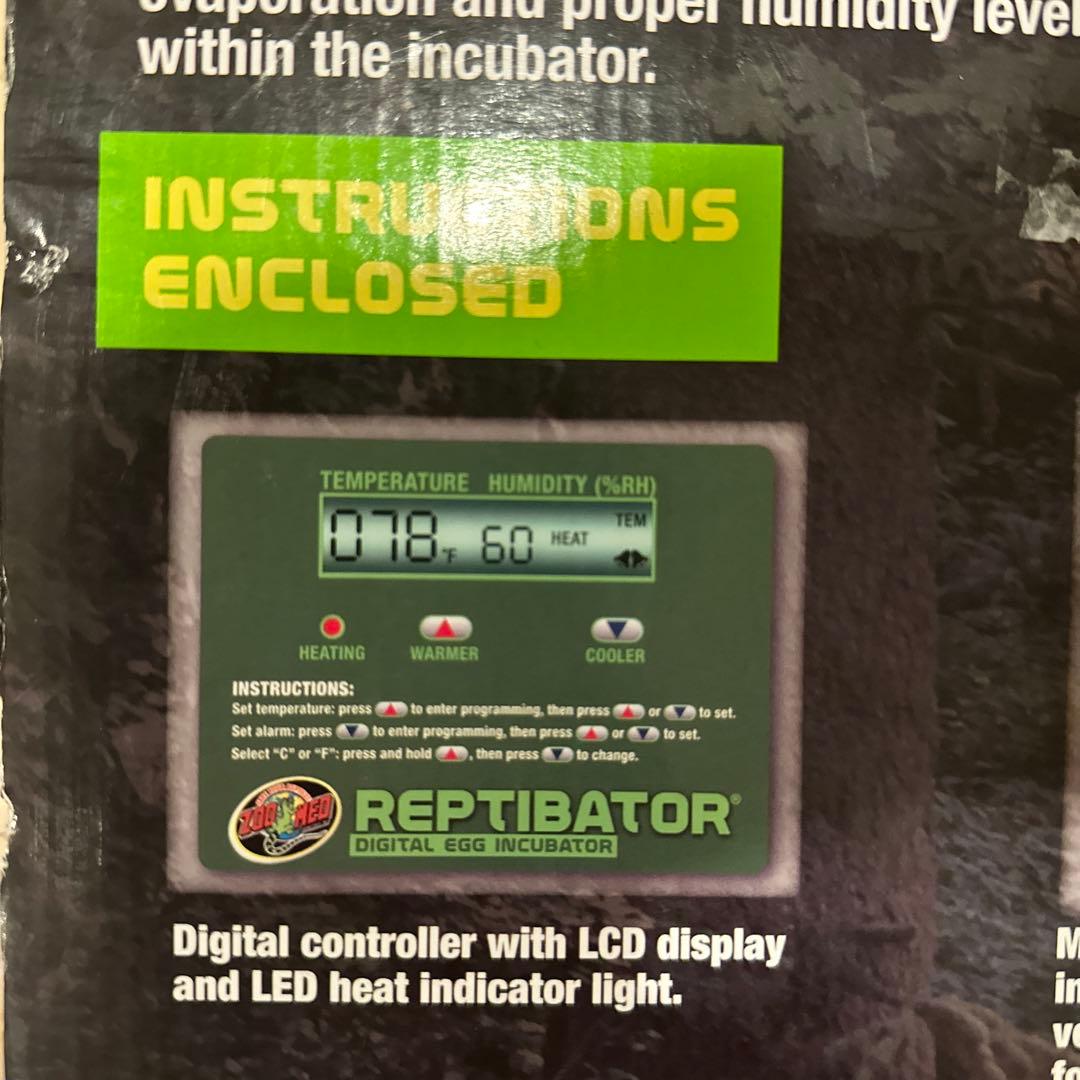 evaporation and proper humidity level
within the incubator.
INSTRUCTIONS
ENCLOSED
TEMPERATURE HUMIDITY (%RH)
078 °F 60 HEAT TEM
HEATING WARMER COOLER
INSTRUCTIONS:
Set temperature: press to enter programming, then press or to set.
Set alarm: press to enter programming, then press or to set.
Select "C" or "F": press and hold , then press to change.
ZOO MED
REPTIBATOR®
DIGITAL EGG INCUBATOR
Digital controller with LCD display
and LED heat indicator light.